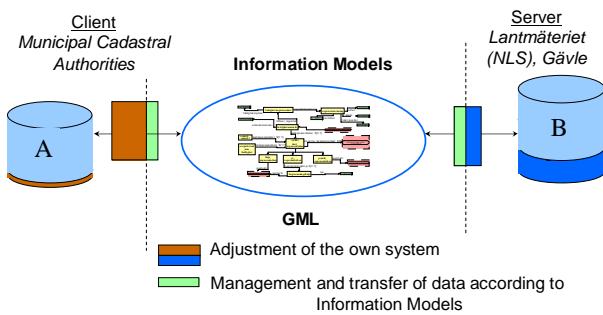 Client
Municipal Cadastral
Authorities
Server
Lantmäteriet
(NLS), Gävle
Information Models
A
B
GML
Adjustment of the own system
Management and transfer of data according to
Information Models